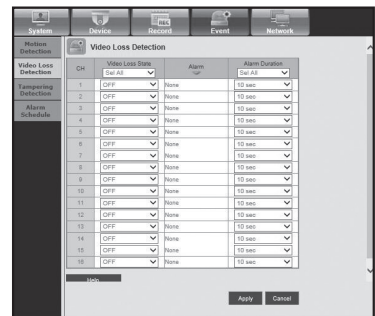 System Device Record Event Network
Motion Detection
Video Loss Detection
Tampering Detection
Alarm Schedule
Video Loss Detection
CH Video Loss State Alarm Alarm Duration
Sel All Sel All
1 OFF None 10 sec
2 OFF None 10 sec
3 OFF None 10 sec
4 OFF None 10 sec
5 OFF None 10 sec
6 OFF None 10 sec
7 OFF None 10 sec
8 OFF None 10 sec
9 OFF None 10 sec
10 OFF None 10 sec
11 OFF None 10 sec
12 OFF None 10 sec
13 OFF None 10 sec
14 OFF None 10 sec
15 OFF None 10 sec
16 OFF None 10 sec
Help
Apply Cancel